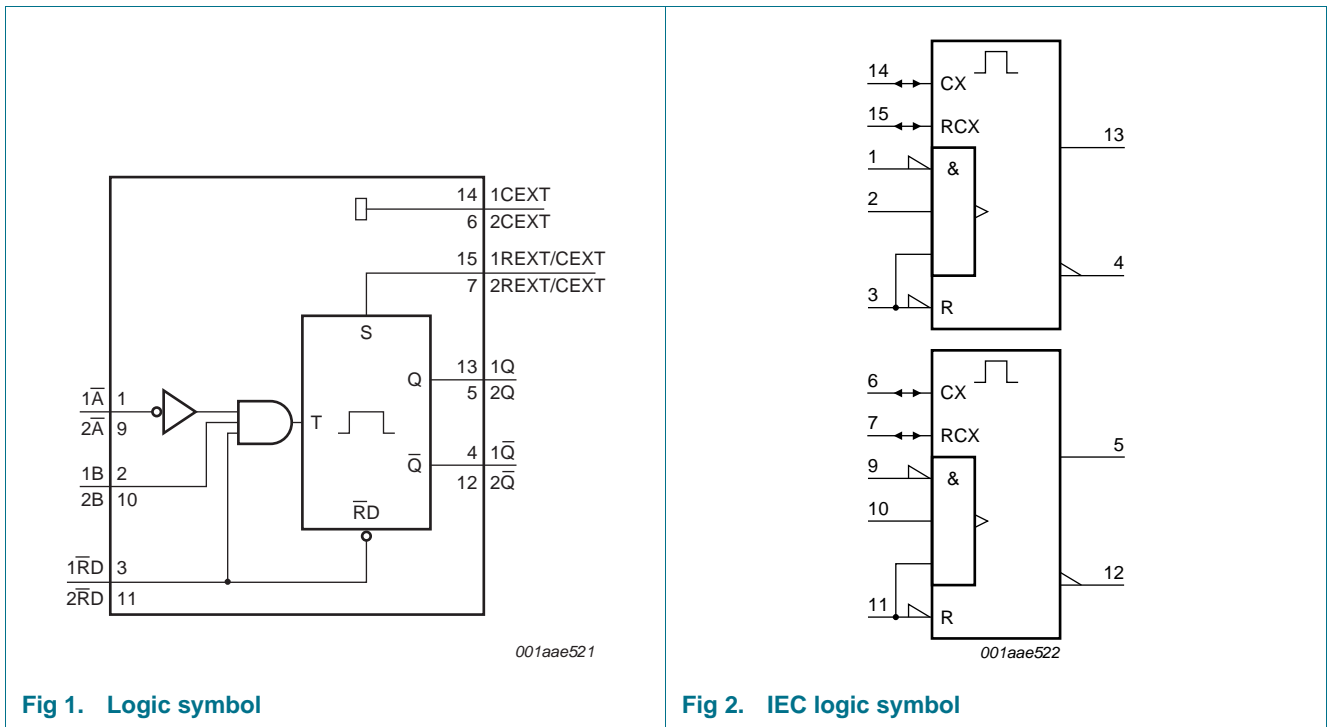 14 1CEXT
6 2CEXT
15 1REXT/CEXT
7 2REXT/CEXT
S
Q 13 1Q
5 2Q
1A̅ 1
2A̅ 9
T
Q̅ 4 1Q̅
12 2Q̅
1B 2
2B 10
R̅D
1R̅D 3
2R̅D 11
001aae521
Fig 1. Logic symbol
14 CX
15 RCX
1 &
2
3 R
13
4
6 CX
7 RCX
9 &
10
11 R
5
12
001aae522
Fig 2. IEC logic symbol